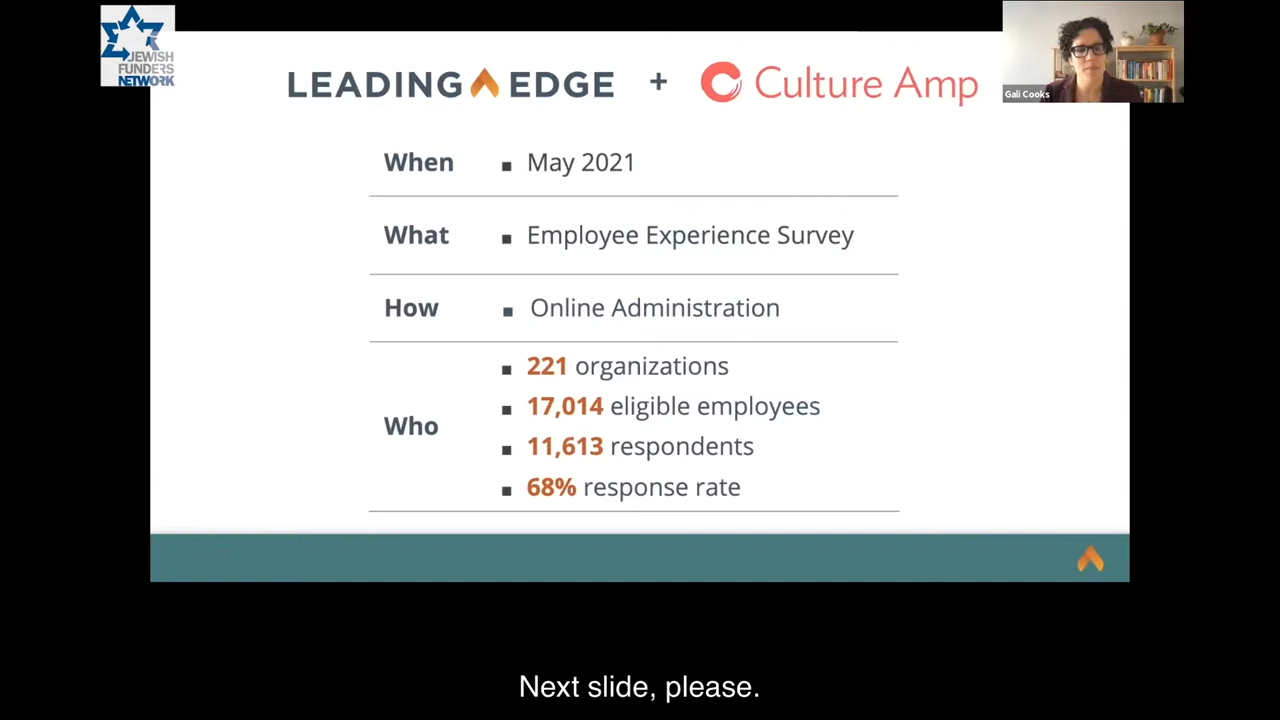 JEWISH
FUNDERS
NETWORK
LEADING EDGE + Culture Amp
Gali Cooks
When ▪ May 2021
What ▪ Employee Experience Survey
How ▪ Online Administration
Who
▪ 221 organizations
▪ 17,014 eligible employees
▪ 11,613 respondents
▪ 68% response rate
Next slide, please.